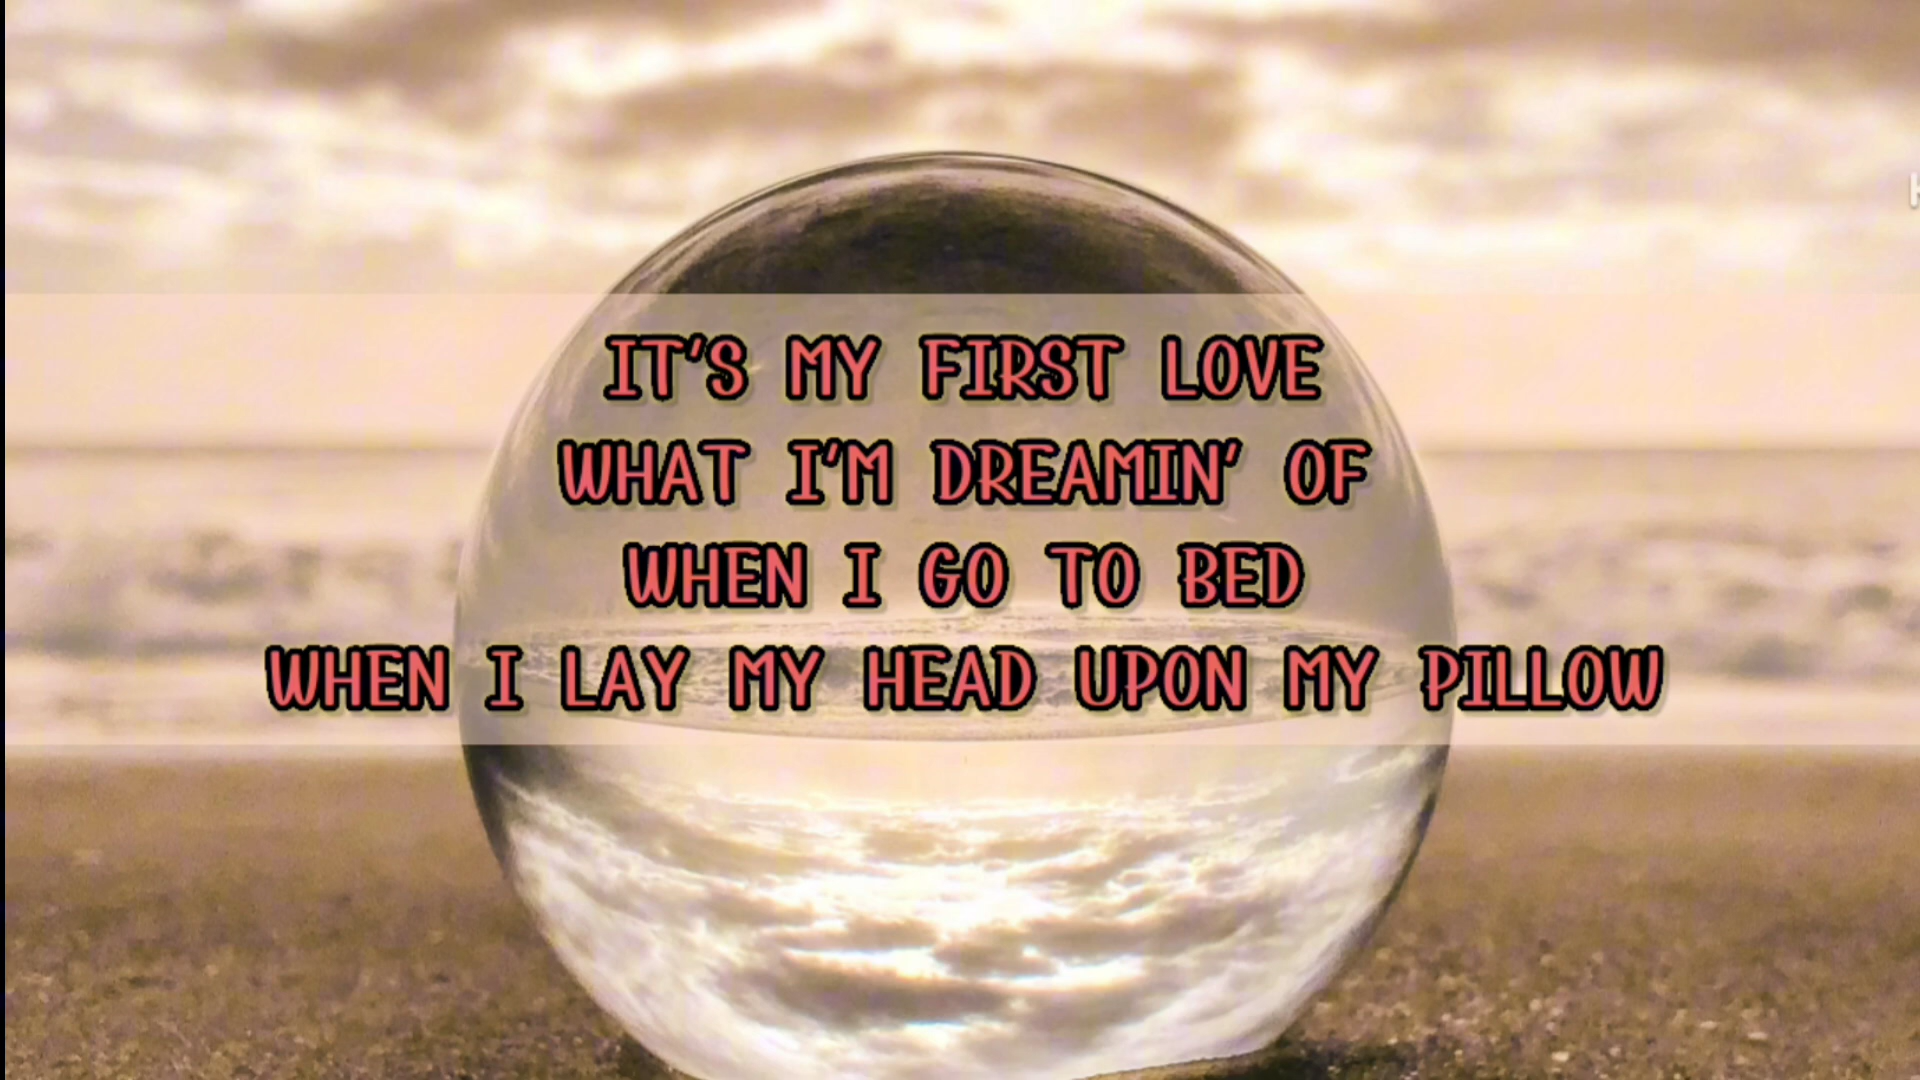 IT'S MY FIRST LOVE
WHAT I'M DREAMIN' OF
WHEN I GO TO BED
WHEN I LAY MY HEAD UPON MY PILLOW